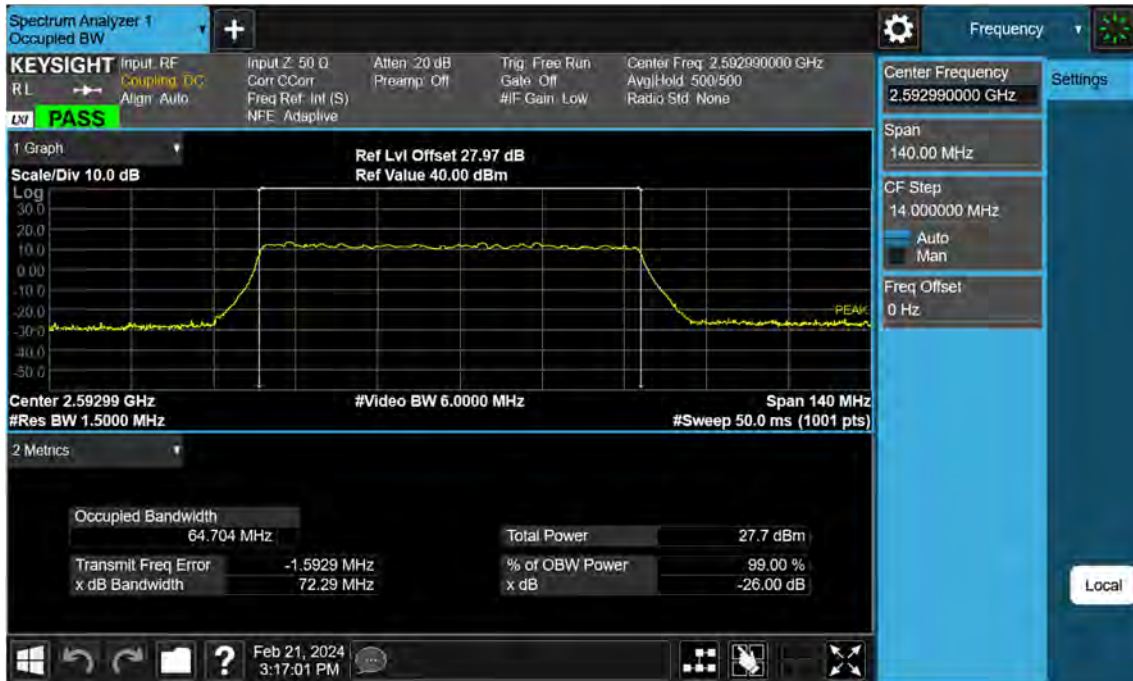 Spectrum Analyzer 1
Occupied BW
+
Frequency
KEYSIGHT Input: RF Input Z: 50 Ω Atten: 20 dB Trig: Free Run Center Freq: 2.592990000 GHz
RL Coupling: DC Corr CCorr Preamp: Off Gate: Off Avg|Hold: 500/500
Align: Auto Freq Ref: Int (S) #IF Gain: Low Radio Std: None
LXI PASS NFE: Adaptive
Center Frequency
2.592990000 GHz
Settings
Span
140.00 MHz
CF Step
14.000000 MHz
Auto
Man
Freq Offset
0 Hz
1 Graph
Scale/Div 10.0 dB
Ref Lvl Offset 27.97 dB
Ref Value 40.00 dBm
Log
30.0
20.0
10.0
0.00
-10.0
-20.0
-30.0
-40.0
-50.0
PEAK
Center 2.59299 GHz #Video BW 6.0000 MHz Span 140 MHz
#Res BW 1.5000 MHz #Sweep 50.0 ms (1001 pts)
2 Metrics
Occupied Bandwidth
64.704 MHz
Total Power 27.7 dBm
Transmit Freq Error -1.5929 MHz % of OBW Power 99.00 %
x dB Bandwidth 72.29 MHz x dB -26.00 dB
Local
? Feb 21, 2024
3:17:01 PM